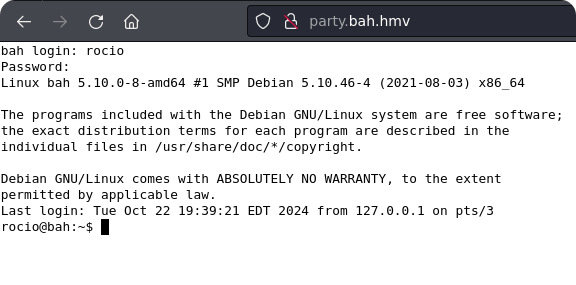 party.bah.hmv
bah login: rocio
Password:
Linux bah 5.10.0-8-amd64 #1 SMP Debian 5.10.46-4 (2021-08-03) x86_64
The programs included with the Debian GNU/Linux system are free software;
the exact distribution terms for each program are described in the
individual files in /usr/share/doc/*/copyright.
Debian GNU/Linux comes with ABSOLUTELY NO WARRANTY, to the extent
permitted by applicable law.
Last login: Tue Oct 22 19:39:21 EDT 2024 from 127.0.0.1 on pts/3
rocio@bah:~$